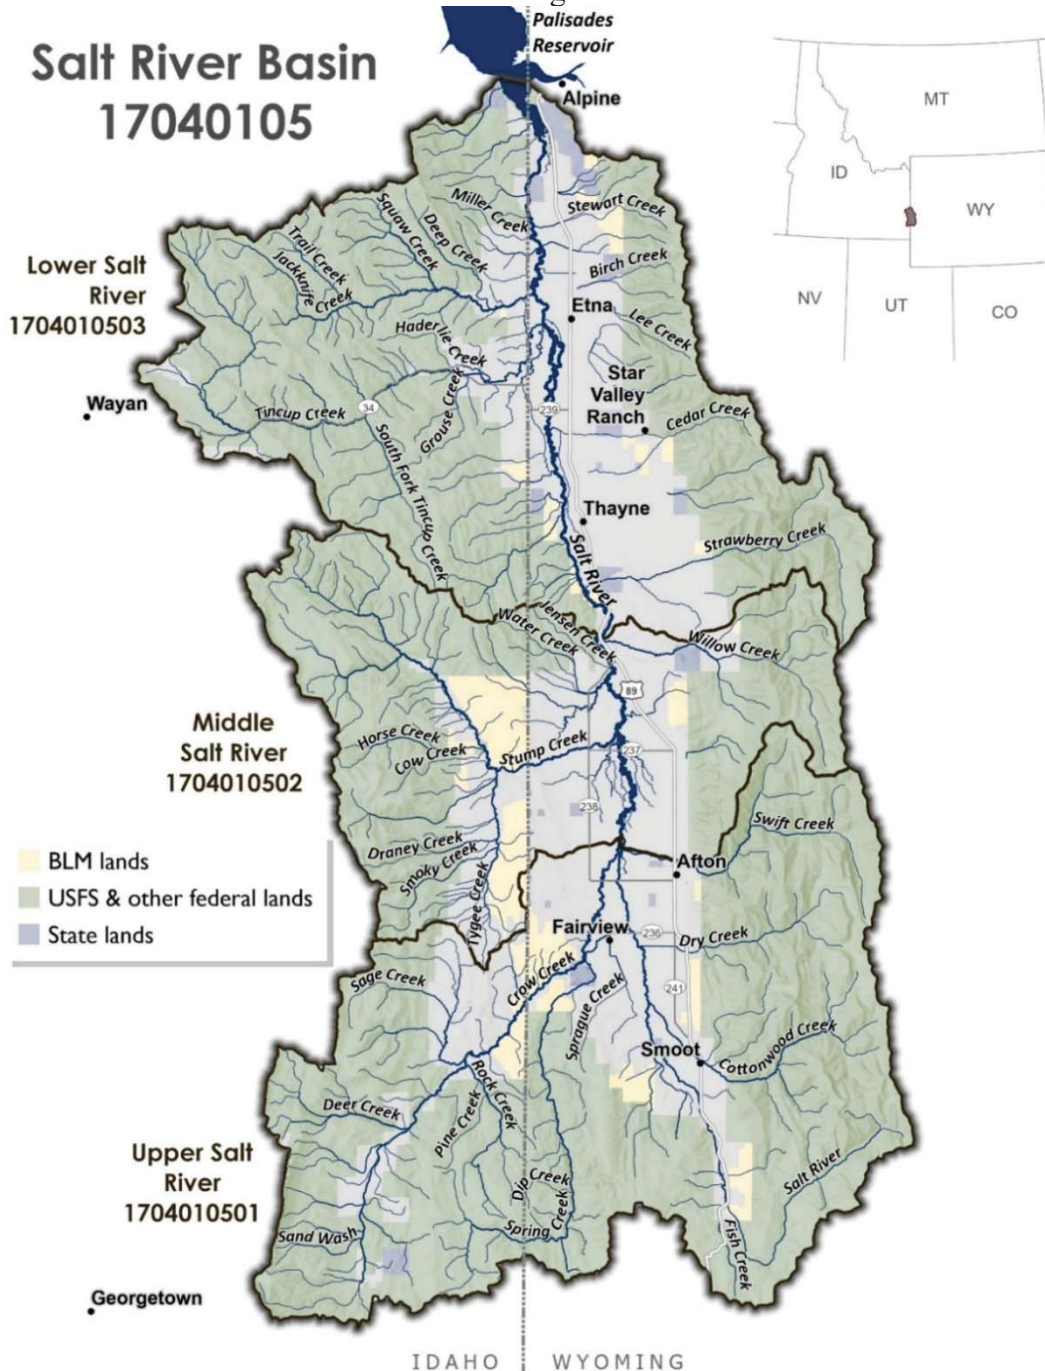 Salt River Basin
17040105
Palisades
Reservoir
Alpine
MT
ID
WY
NV
UT
CO
Lower Salt
River
1704010503
Miller Creek
Stewart Creek
Squaw Creek
Deep Creek
Trail Creek
Jackknife
Creek
Birch Creek
Etna
Lee Creek
Hader lie Creek
Star
Valley
Ranch
Wayan
Tincup Creek
34
Grouse Creek
239
Cedar Creek
South Fork Tincup Creek
Thayne
Strawberry Creek
Salt River
Jensen Creek
Water Creek
Willow Creek
89
Middle
Salt River
1704010502
Horse Creek
Cow Creek
Stump Creek
237
238
Swift Creek
Draney Creek
Smoky Creek
Afton
Tygee Creek
BLM lands
USFS & other federal lands
State lands
Fairview
236
Dry Creek
Sage Creek
Crow Creek
Sprague Creek
241
Smoot
Cottonwood Creek
Rock Creek
Deer Creek
Pine Creek
Upper Salt
River
1704010501
Dip Creek
Salt River
Spring Creek
Sand Wash
Fish Creek
Georgetown
IDAHO
WYOMING